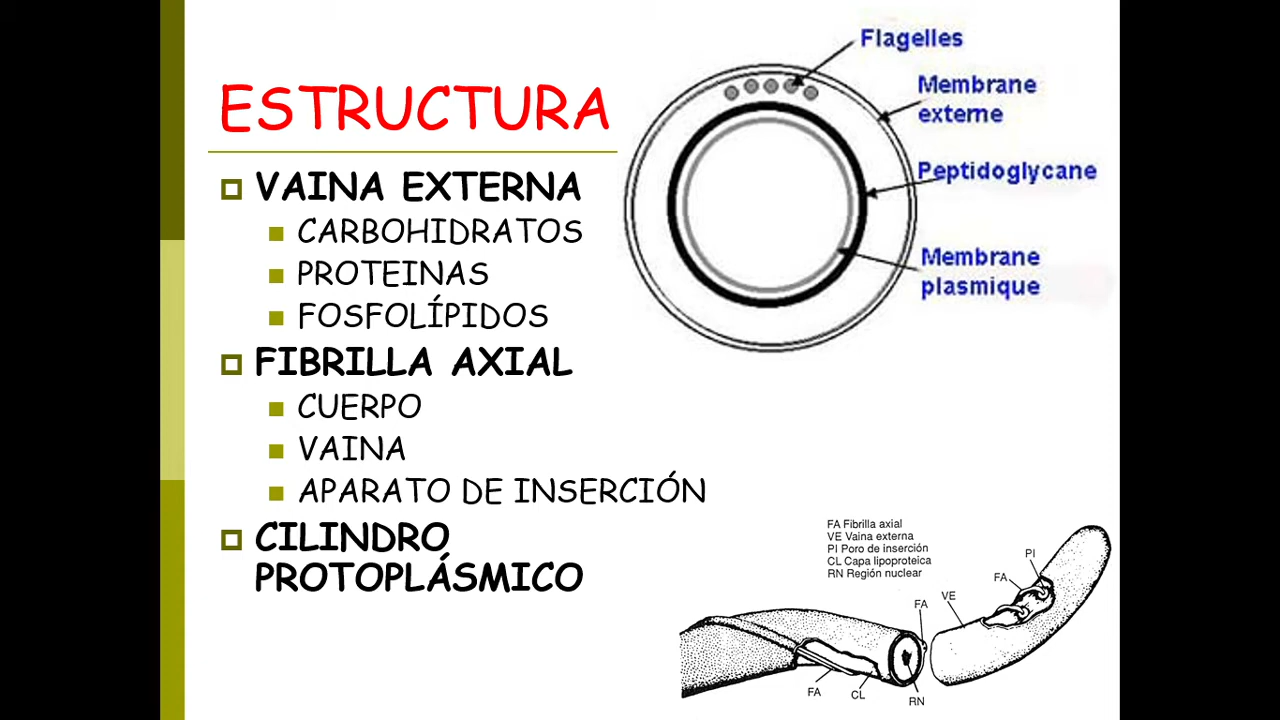 ESTRUCTURA
VAINA EXTERNA
CARBOHIDRATOS
PROTEINAS
FOSFOLÍPIDOS
FIBRILLA AXIAL
CUERPO
VAINA
APARATO DE INSERCIÓN
CILINDRO
PROTOPLÁSMICO
Flagelles
Membrane
externe
Peptidoglycane
Membrane
plasmique
FA Fibrilla axial
VE Vaina externa
PI Poro de inserción
CL Capa lipoproteica
RN Región nuclear
PI
FA
VE
FA
FA
CL
RN